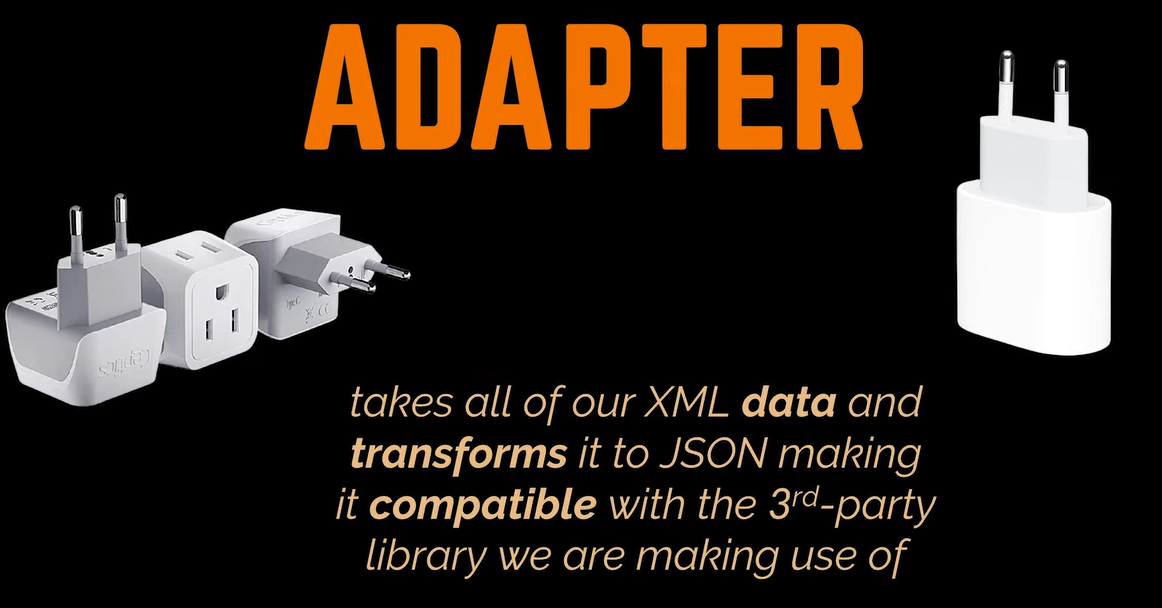 ADAPTER
takes all of our XML data and
transforms it to JSON making
it compatible with the 3rd-party
library we are making use of
Ceptics